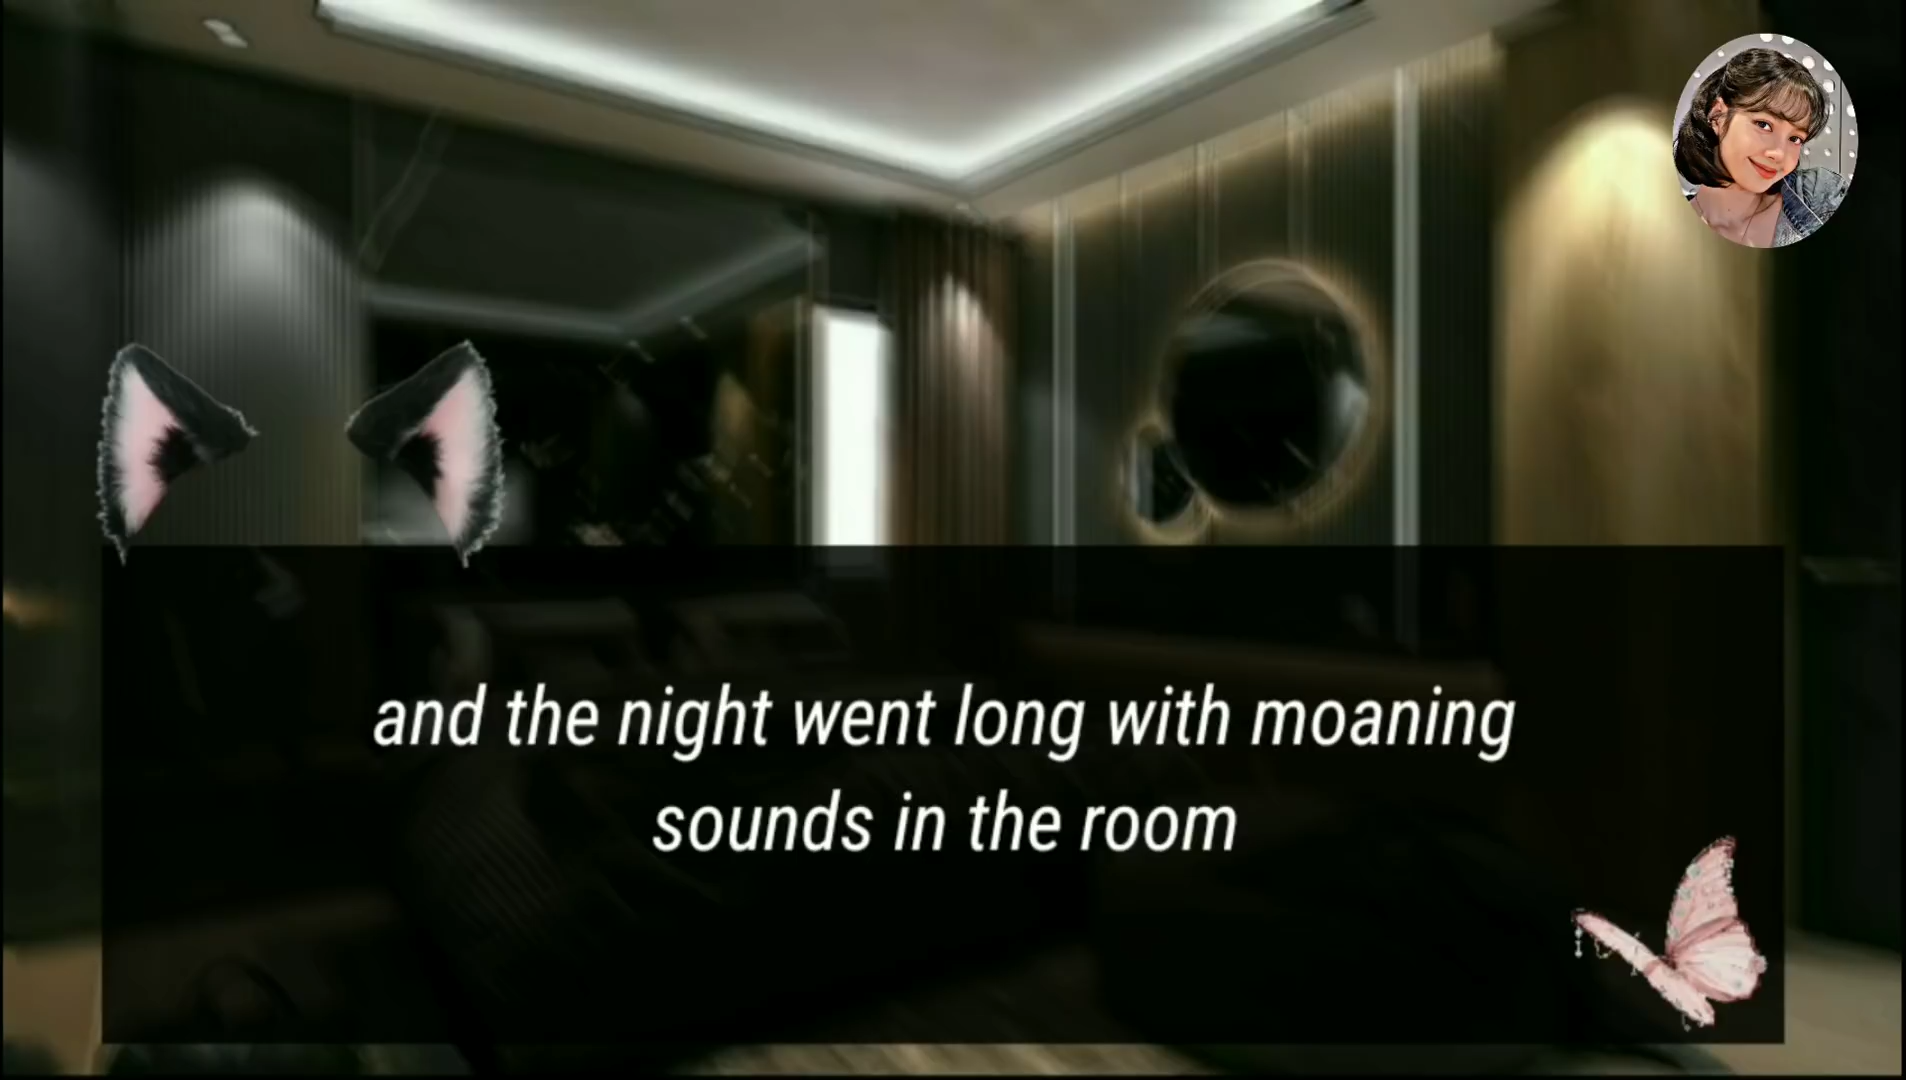 and the night went long with moaning
sounds in the room